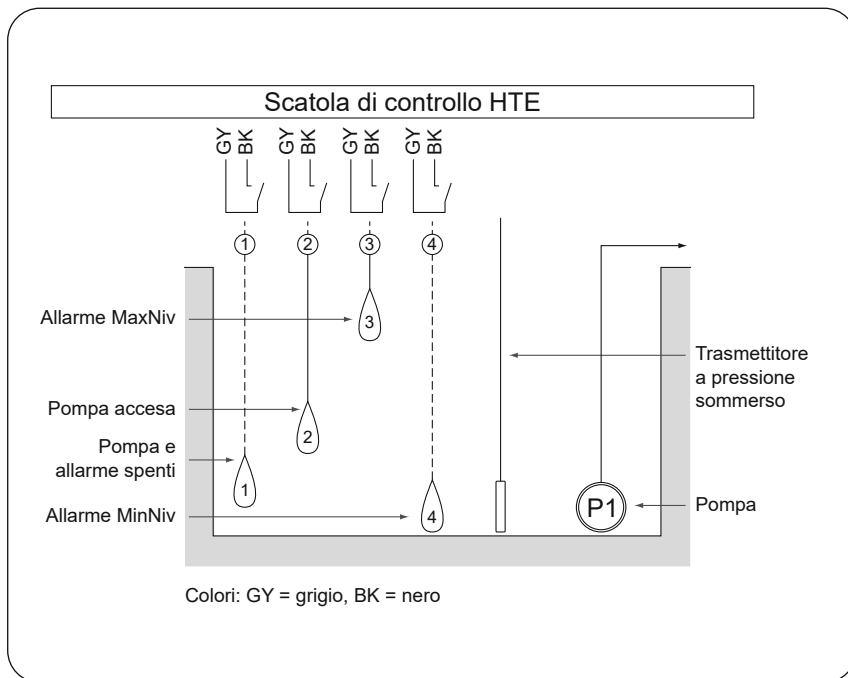 Scatola di controllo HTE
GY BK GY BK GY BK GY BK
1 2 3 4
Allarme MaxNiv
3
Trasmettitore
a pressione
sommerso
Pompa accesa
2
Pompa e
allarme spenti
1
Allarme MinNiv
4
P1
Pompa
Colori: GY = grigio, BK = nero